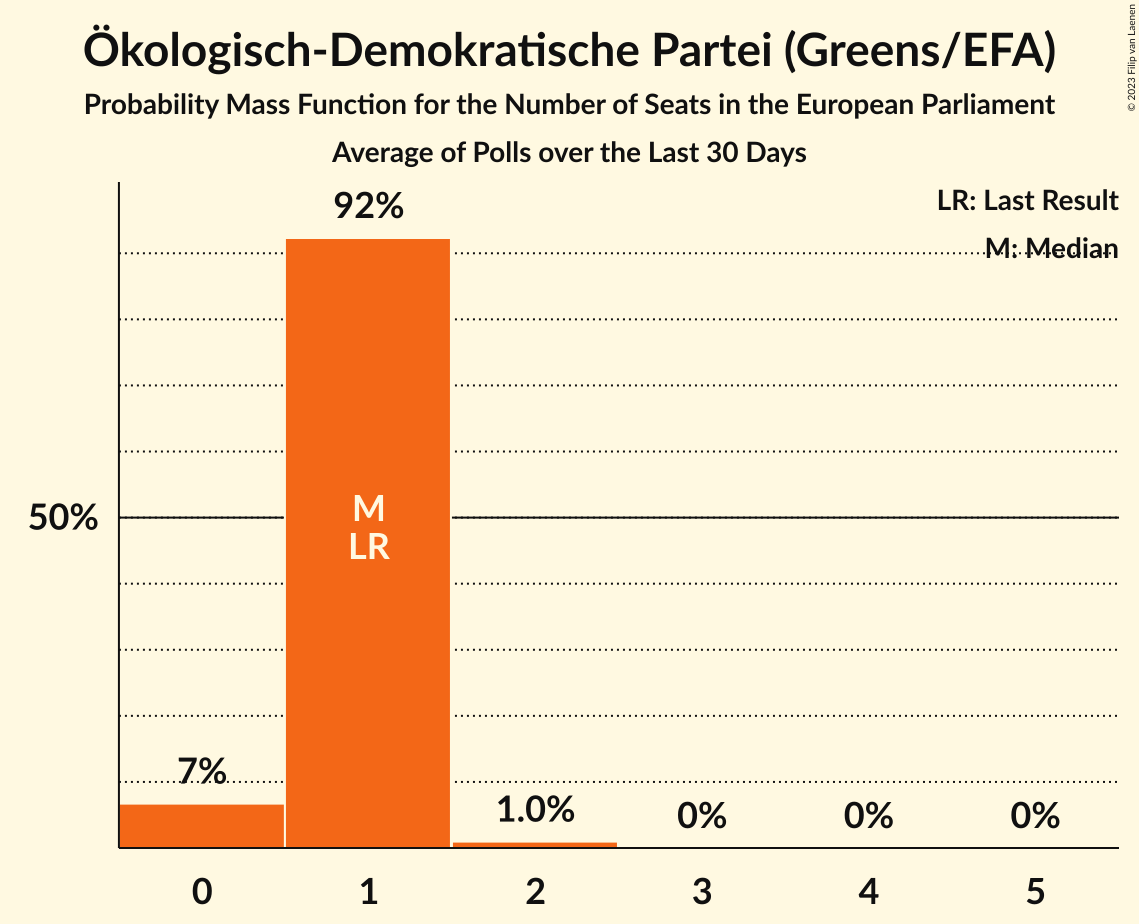 Ökologisch-Demokratische Partei (Greens/EFA)
Probability Mass Function for the Number of Seats in the European Parliament
Average of Polls over the Last 30 Days
© 2023 Filip van Laenen
LR: Last Result
M: Median
92%
50%
M
LR
7%
1.0%
0%
0%
0%
0 1 2 3 4 5